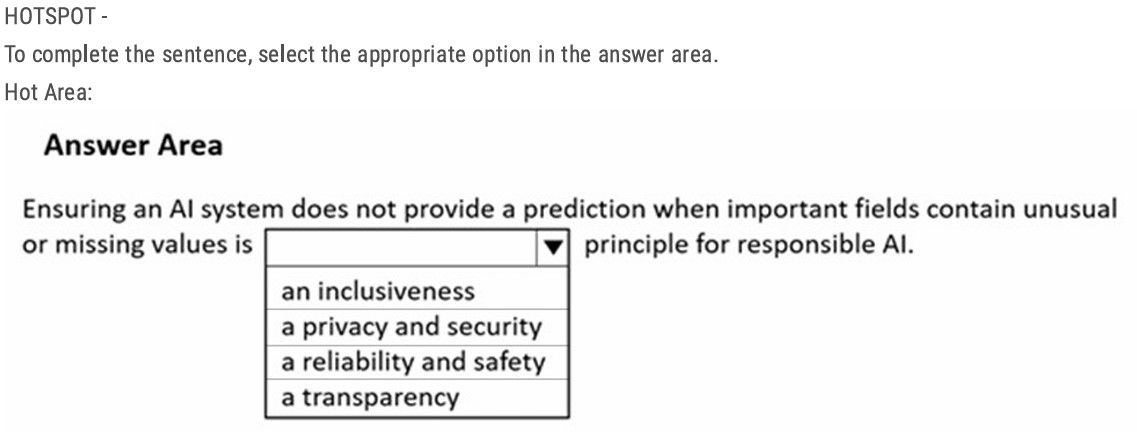 HOTSPOT -
To complete the sentence, select the appropriate option in the answer area.
Hot Area:
Answer Area
Ensuring an AI system does not provide a prediction when important fields contain unusual
or missing values is principle for responsible AI.
an inclusiveness
a privacy and security
a reliability and safety
a transparency